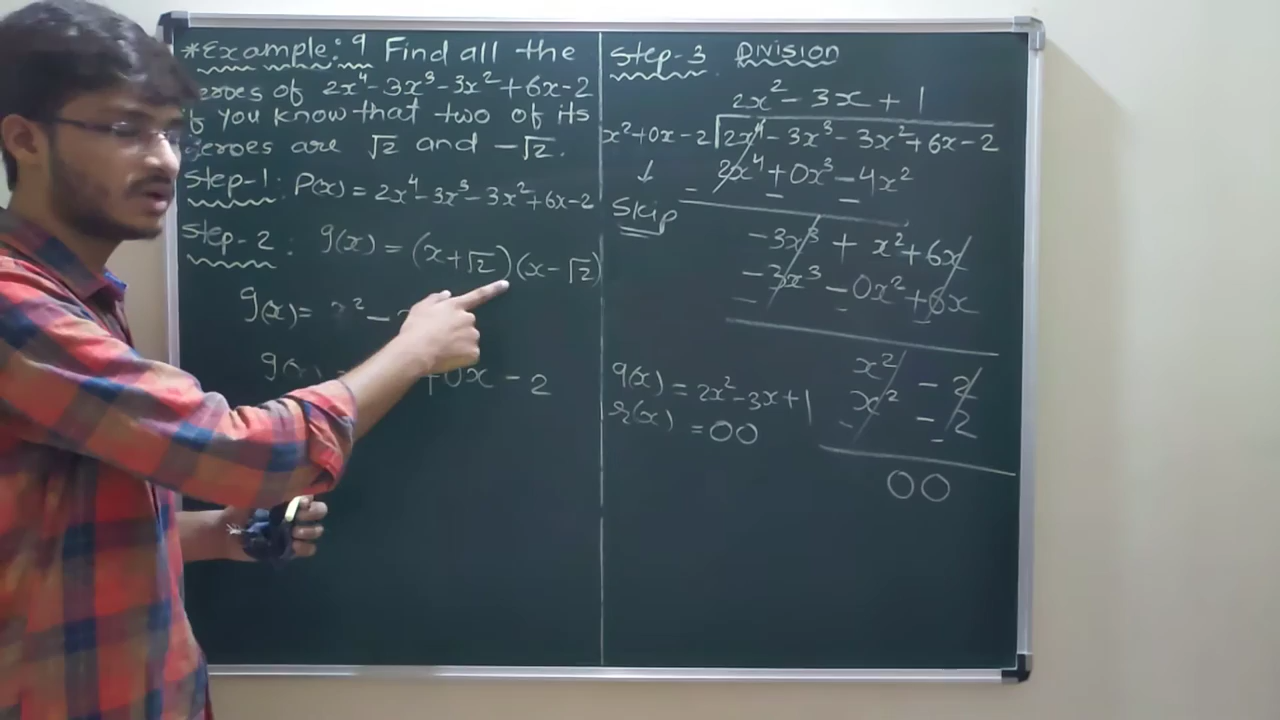 *Example:9 Find all the
zeroes of 2x⁴-3x³-3x²+6x-2
if you know that two of its
zeroes are √2 and -√2.
Step-1: P(x) = 2x⁴-3x³-3x²+6x-2
Step-2: g(x) = (x+√2)(x-√2)
g(x) = x² -
+0x - 2
Step-3 Division
2x² - 3x + 1
x²+0x-2 2x⁴-3x³-3x²+6x-2
2x⁴+0x³-4x²
- - -
↓
Skip
-3x³ + x²+6x
-3x³ - 0x²+6x
- - -
x² - 2
x² - 2
- -
00
q(x) = 2x²-3x+1
r(x) = 00